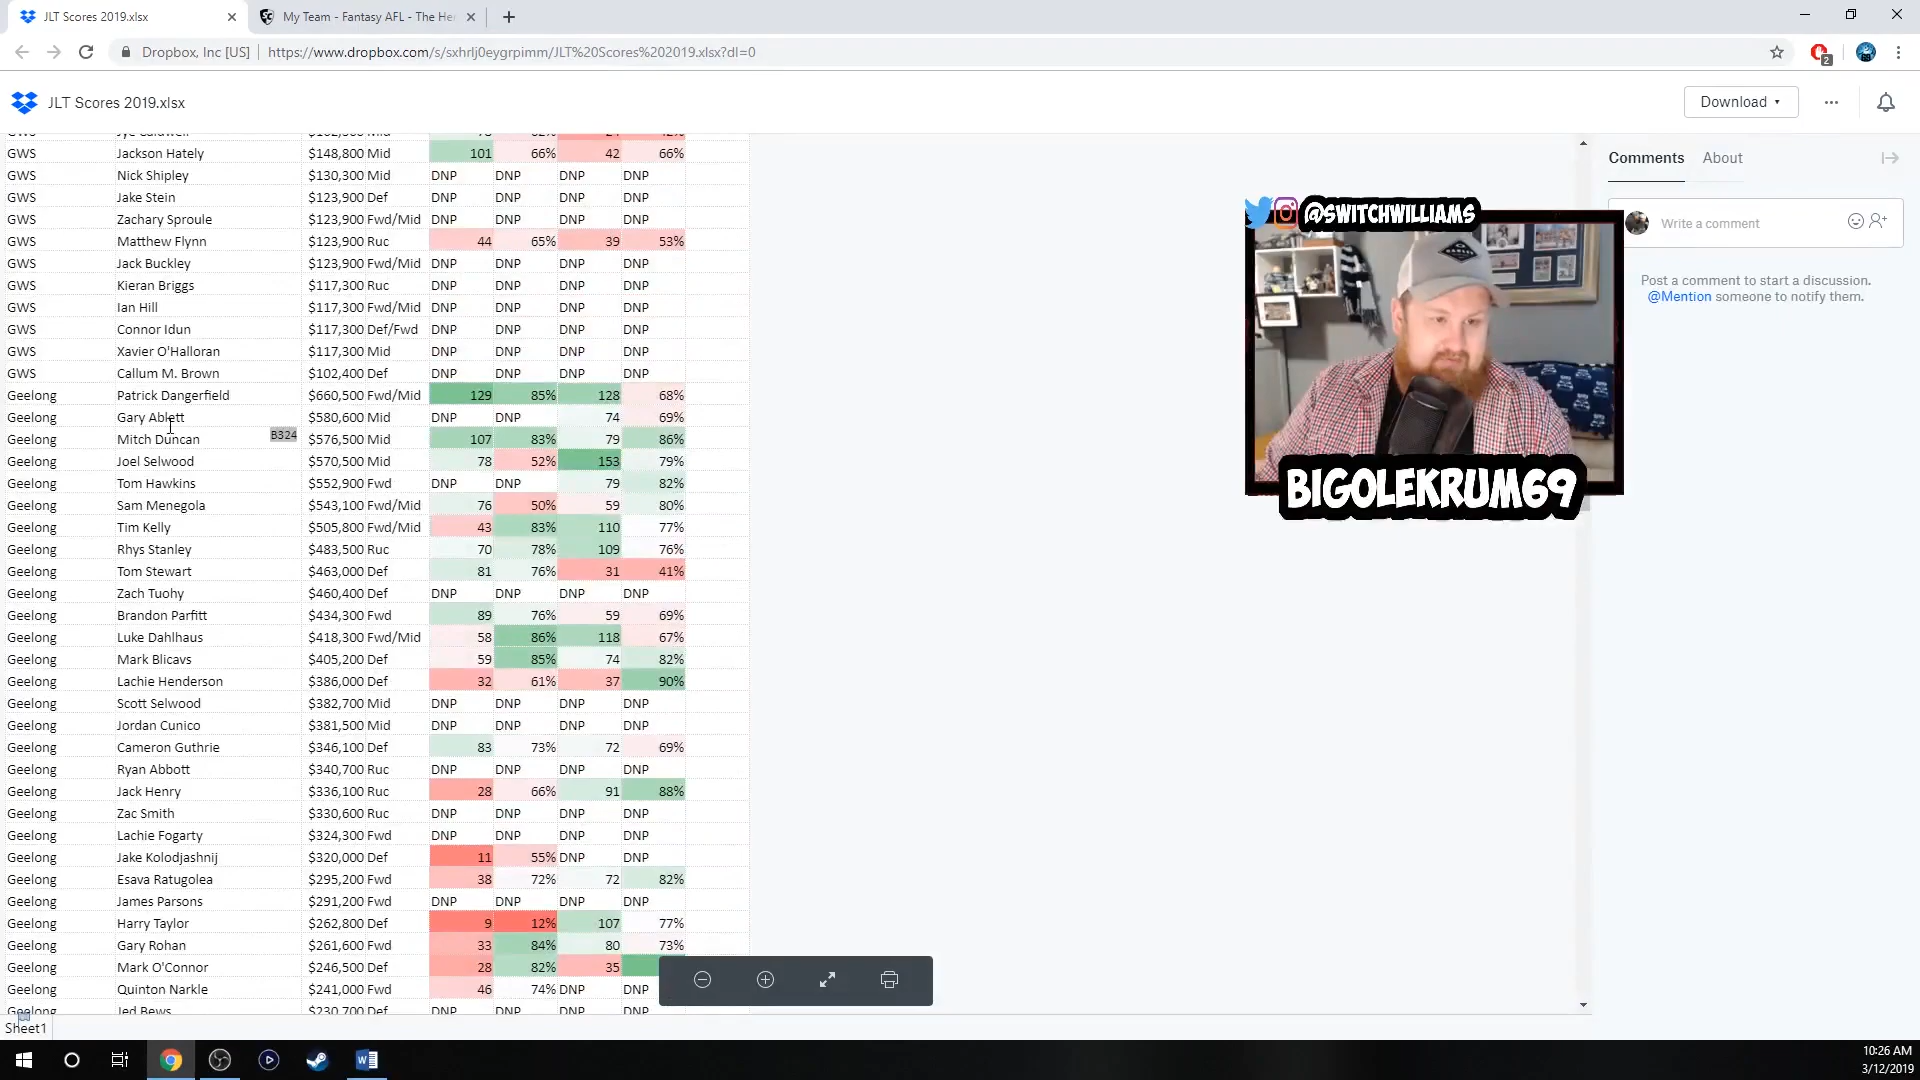 JLT Scores 2019.xlsx
My Team - Fantasy AFL - The Her
Dropbox, Inc [US] https://www.dropbox.com/s/sxhrlj0eygrpimm/JLT%20Scores%202019.xlsx?dl=0
2
JLT Scores 2019.xlsx
Download
GWS Jackson Hately $148,800 Mid 101 66% 42 66%
GWS Nick Shipley $130,300 Mid DNP DNP DNP DNP
GWS Jake Stein $123,900 Def DNP DNP DNP DNP
GWS Zachary Sproule $123,900 Fwd/Mid DNP DNP DNP DNP
GWS Matthew Flynn $123,900 Ruc 44 65% 39 53%
GWS Jack Buckley $123,900 Fwd/Mid DNP DNP DNP DNP
GWS Kieran Briggs $117,300 Ruc DNP DNP DNP DNP
GWS Ian Hill $117,300 Fwd/Mid DNP DNP DNP DNP
GWS Connor Idun $117,300 Def/Fwd DNP DNP DNP DNP
GWS Xavier O'Halloran $117,300 Mid DNP DNP DNP DNP
GWS Callum M. Brown $102,400 Def DNP DNP DNP DNP
Geelong Patrick Dangerfield $660,500 Fwd/Mid 129 85% 128 68%
Geelong Gary Ablett $580,600 Mid DNP DNP 74 69%
Geelong Mitch Duncan B324 $576,500 Mid 107 83% 79 86%
Geelong Joel Selwood $570,500 Mid 78 52% 153 79%
Geelong Tom Hawkins $552,900 Fwd DNP DNP 79 82%
Geelong Sam Menegola $543,100 Fwd/Mid 76 50% 59 80%
Geelong Tim Kelly $505,800 Fwd/Mid 43 83% 110 77%
Geelong Rhys Stanley $483,500 Ruc 70 78% 109 76%
Geelong Tom Stewart $463,000 Def 81 76% 31 41%
Geelong Zach Tuohy $460,400 Def DNP DNP DNP DNP
Geelong Brandon Parfitt $434,300 Fwd 89 76% 59 69%
Geelong Luke Dahlhaus $418,300 Fwd/Mid 58 86% 118 67%
Geelong Mark Blicavs $405,200 Def 59 85% 74 82%
Geelong Lachie Henderson $386,000 Def 32 61% 37 90%
Geelong Scott Selwood $382,700 Mid DNP DNP DNP DNP
Geelong Jordan Cunico $381,500 Mid DNP DNP DNP DNP
Geelong Cameron Guthrie $346,100 Def 83 73% 72 69%
Geelong Ryan Abbott $340,700 Ruc DNP DNP DNP DNP
Geelong Jack Henry $336,100 Ruc 28 66% 91 88%
Geelong Zac Smith $330,600 Ruc DNP DNP DNP DNP
Geelong Lachie Fogarty $324,300 Fwd DNP DNP DNP DNP
Geelong Jake Kolodjashnij $320,000 Def 11 55% DNP DNP
Geelong Esava Ratugolea $295,200 Fwd 38 72% 72 82%
Geelong James Parsons $291,200 Fwd DNP DNP DNP DNP
Geelong Harry Taylor $262,800 Def 9 12% 107 77%
Geelong Gary Rohan $261,600 Fwd 33 84% 80 73%
Geelong Mark O'Connor $246,500 Def 28 82% 35
Geelong Quinton Narkle $241,000 Fwd 46 74% DNP DNP
Geelong Jed Bews $230,700 Def DNP DNP DNP DNP
Sheet1
Comments About
Write a comment
Post a comment to start a discussion.
@Mention someone to notify them.
@SWITCHWILLIAMS
BIGOLEKRUM69
10:26 AM
3/12/2019